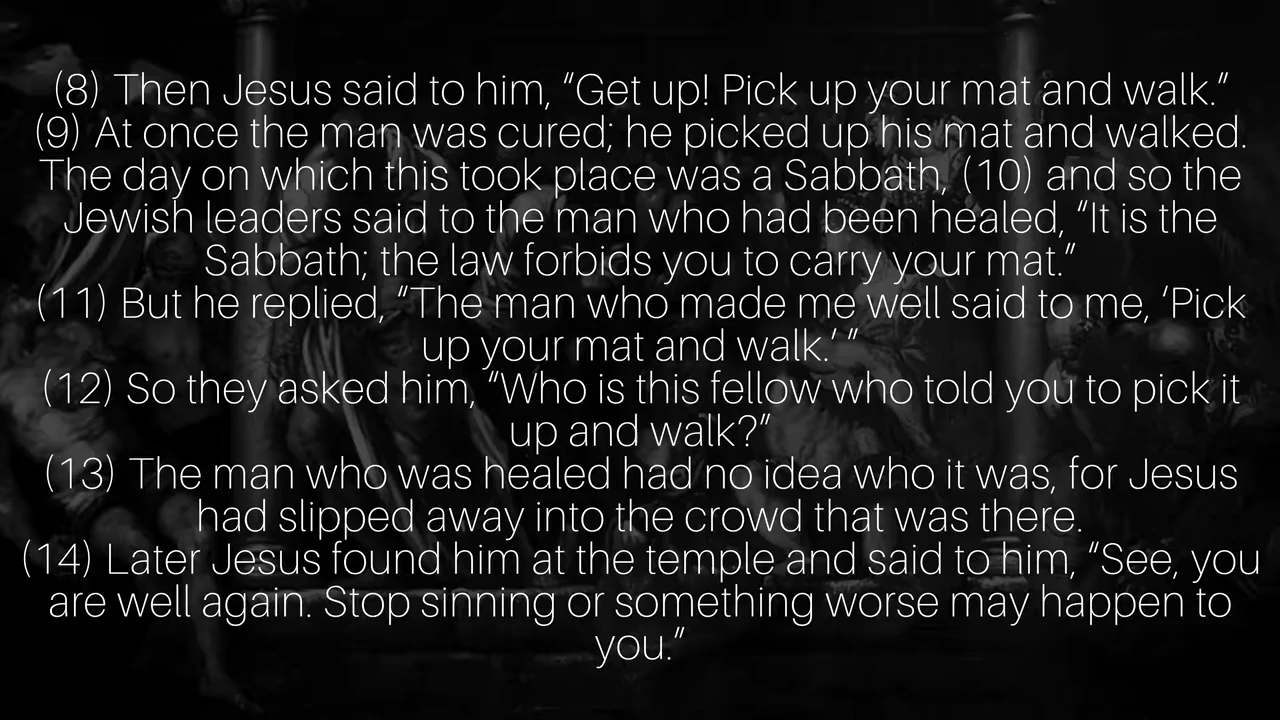 (8) Then Jesus said to him, “Get up! Pick up your mat and walk.”
(9) At once the man was cured; he picked up his mat and walked.
The day on which this took place was a Sabbath, (10) and so the
Jewish leaders said to the man who had been healed, “It is the
Sabbath; the law forbids you to carry your mat.”
(11) But he replied, “The man who made me well said to me, ‘Pick
up your mat and walk.’ ”
(12) So they asked him, “Who is this fellow who told you to pick it
up and walk?”
(13) The man who was healed had no idea who it was, for Jesus
had slipped away into the crowd that was there.
(14) Later Jesus found him at the temple and said to him, “See, you
are well again. Stop sinning or something worse may happen to
you.”